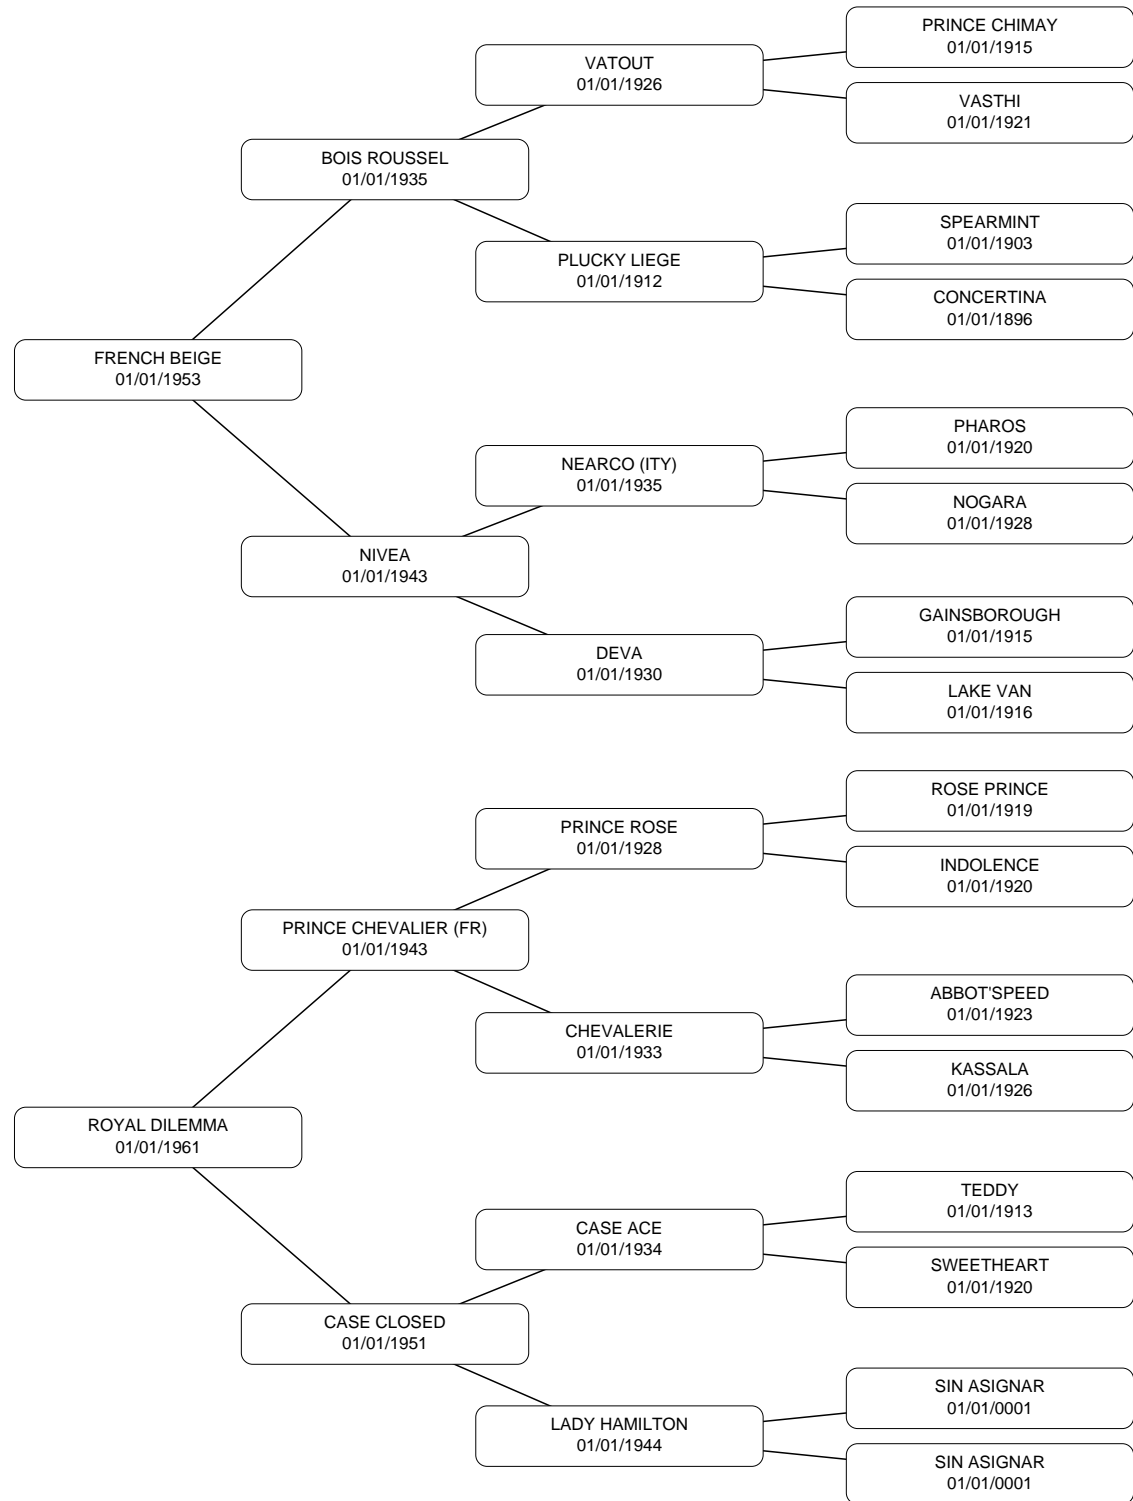 PRINCE CHIMAY
01/01/1915
VATOUT
01/01/1926
VASTHI
01/01/1921
BOIS ROUSSEL
01/01/1935
SPEARMINT
01/01/1903
PLUCKY LIEGE
01/01/1912
CONCERTINA
01/01/1896
FRENCH BEIGE
01/01/1953
PHAROS
01/01/1920
NEARCO (ITY)
01/01/1935
NOGARA
01/01/1928
NIVEA
01/01/1943
GAINSBOROUGH
01/01/1915
DEVA
01/01/1930
LAKE VAN
01/01/1916
ROSE PRINCE
01/01/1919
PRINCE ROSE
01/01/1928
INDOLENCE
01/01/1920
PRINCE CHEVALIER (FR)
01/01/1943
ABBOT'SPEED
01/01/1923
CHEVALERIE
01/01/1933
KASSALA
01/01/1926
ROYAL DILEMMA
01/01/1961
TEDDY
01/01/1913
CASE ACE
01/01/1934
SWEETHEART
01/01/1920
CASE CLOSED
01/01/1951
SIN ASIGNAR
01/01/0001
LADY HAMILTON
01/01/1944
SIN ASIGNAR
01/01/0001